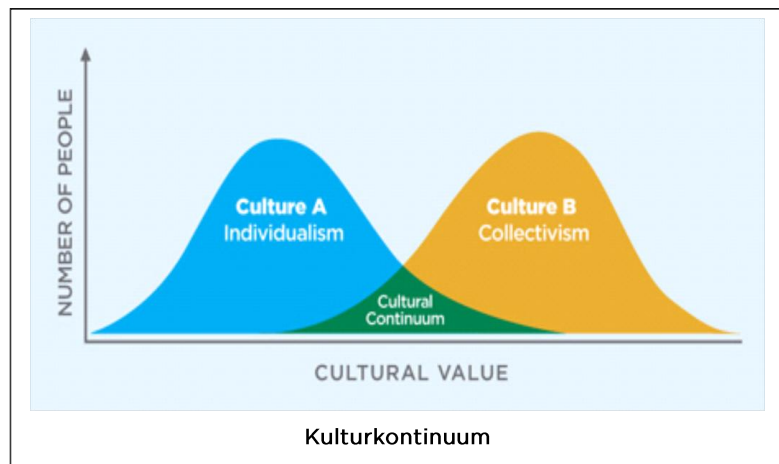 NUMBER OF PEOPLE
Culture A
Individualism
Culture B
Collectivism
Cultural
Continuum
CULTURAL VALUE
Kulturkontinuum